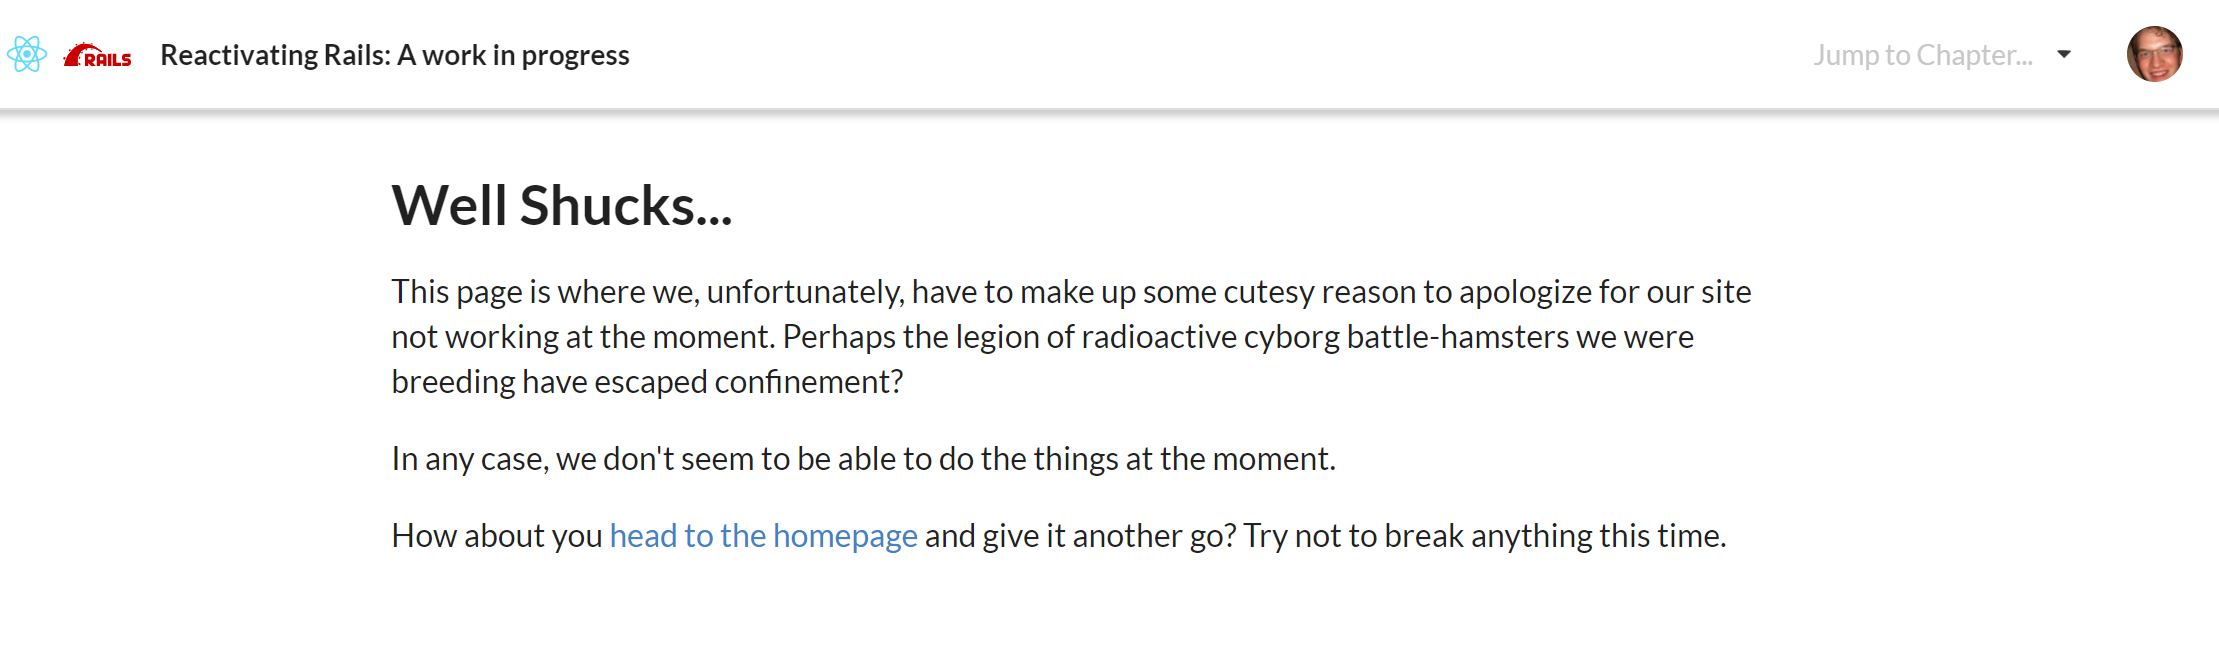 RAILS
Reactivating Rails: A work in progress
Jump to Chapter...
Well Shucks...
This page is where we, unfortunately, have to make up some cutesy reason to apologize for our site
not working at the moment. Perhaps the legion of radioactive cyborg battle-hamsters we were
breeding have escaped confinement?
In any case, we don't seem to be able to do the things at the moment.
How about you head to the homepage and give it another go? Try not to break anything this time.